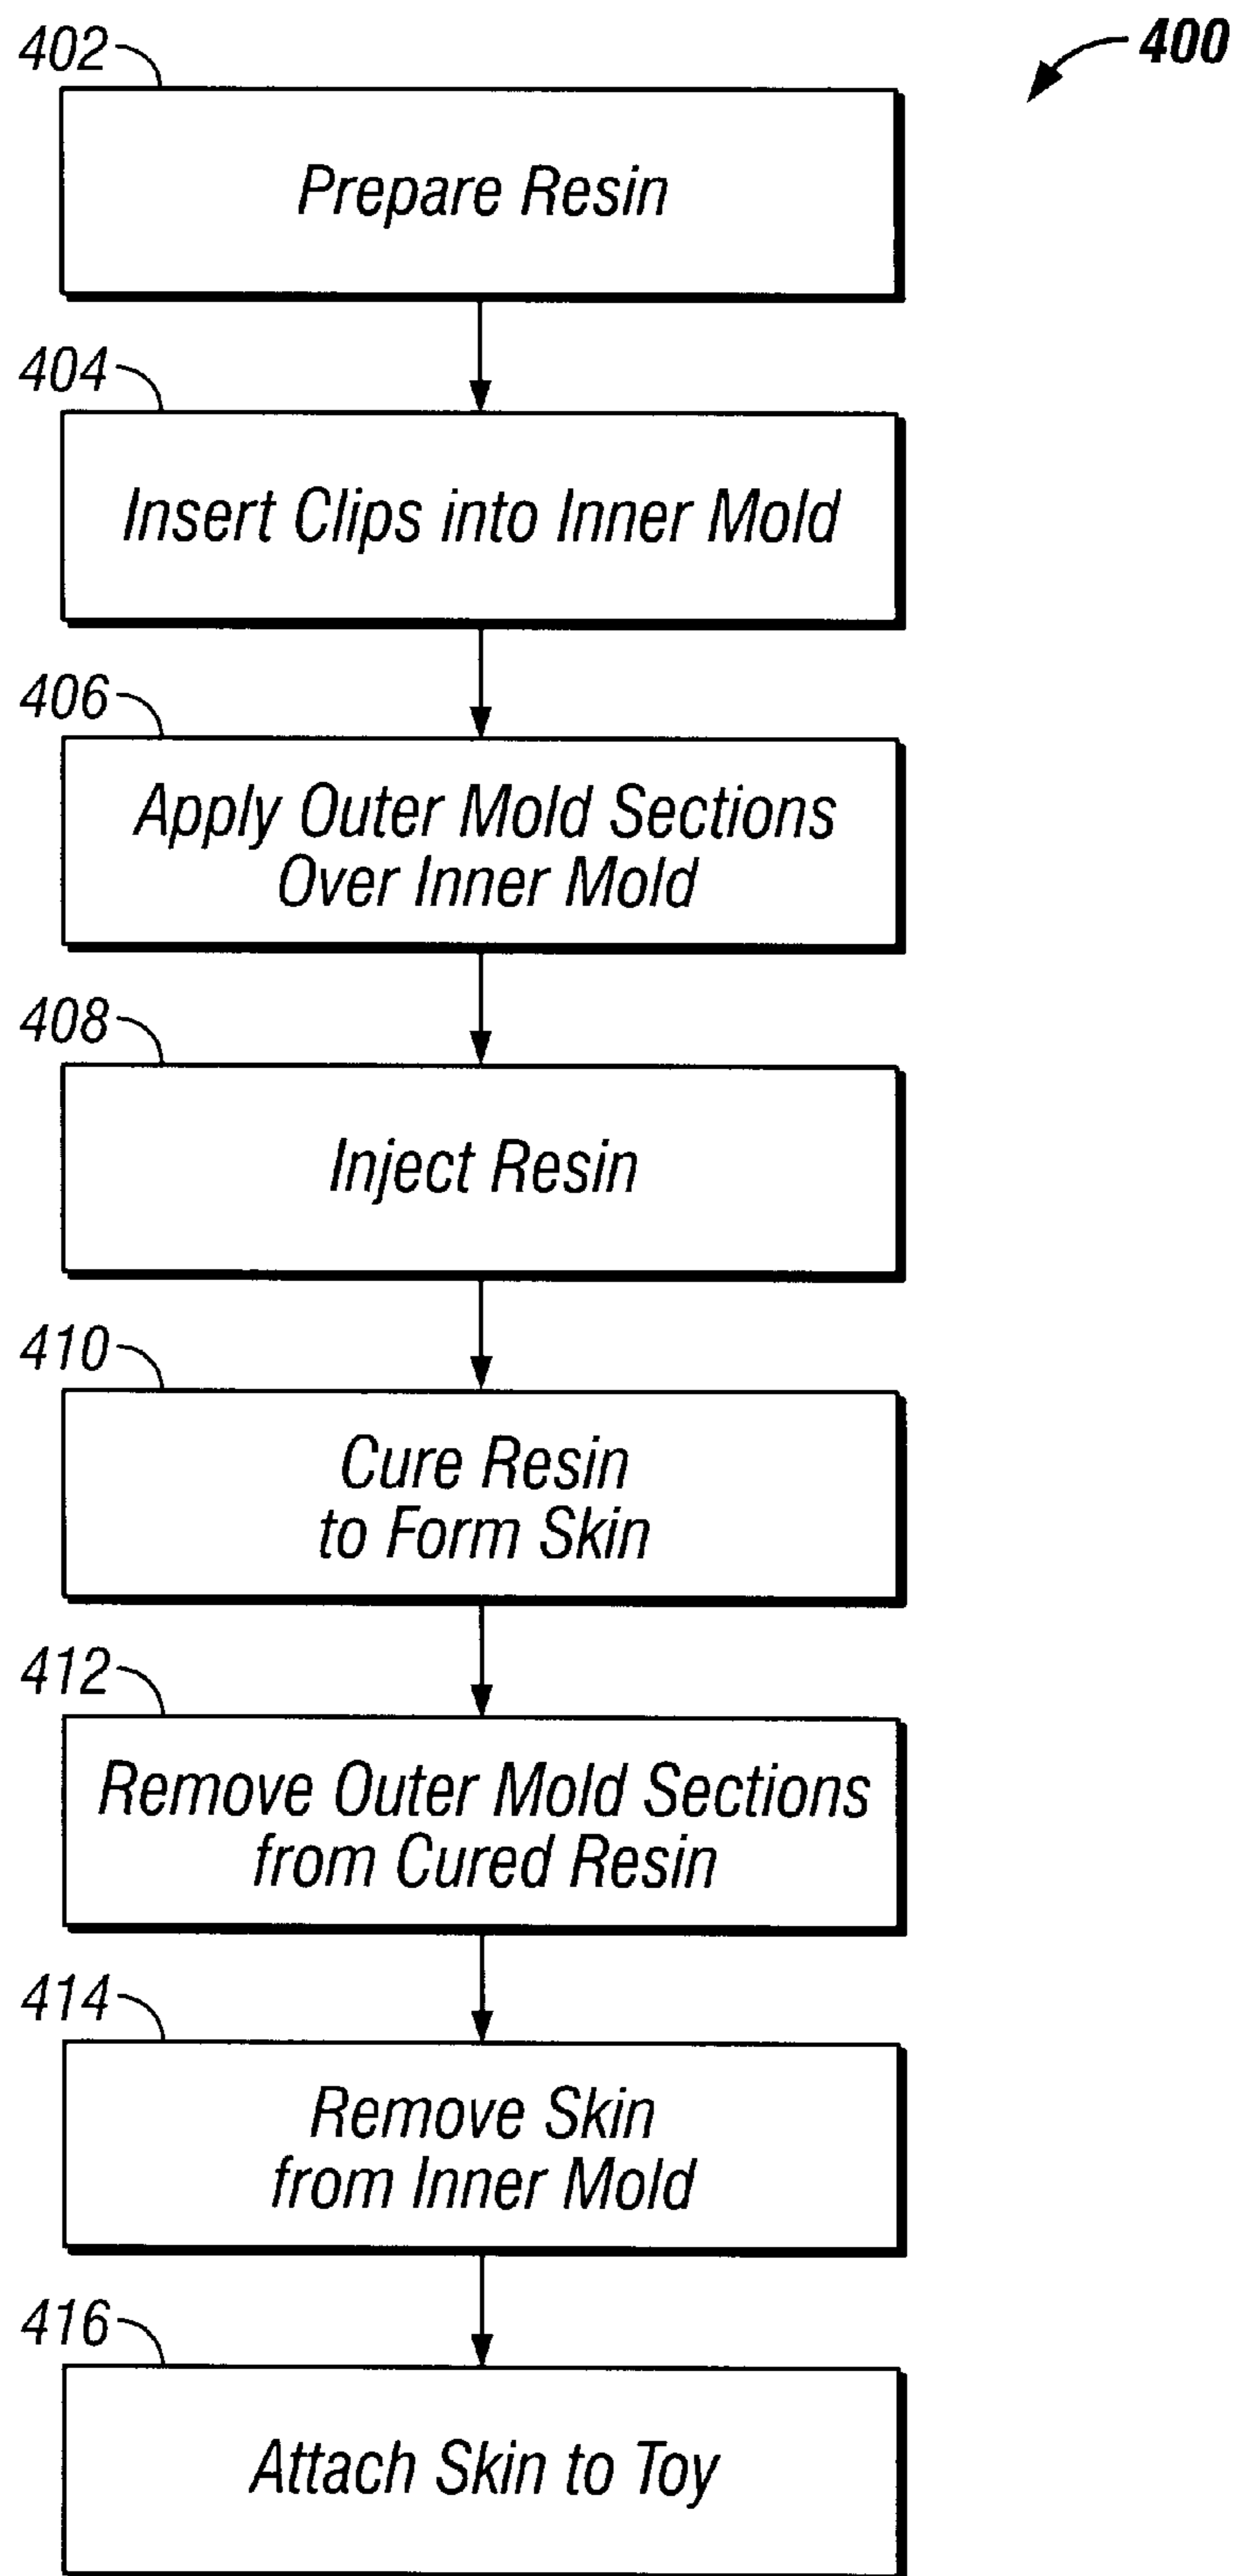 400
402
Prepare Resin
404
Insert Clips into Inner Mold
406
Apply Outer Mold Sections
Over Inner Mold
408
Inject Resin
410
Cure Resin
to Form Skin
412
Remove Outer Mold Sections
from Cured Resin
414
Remove Skin
from Inner Mold
416
Attach Skin to Toy